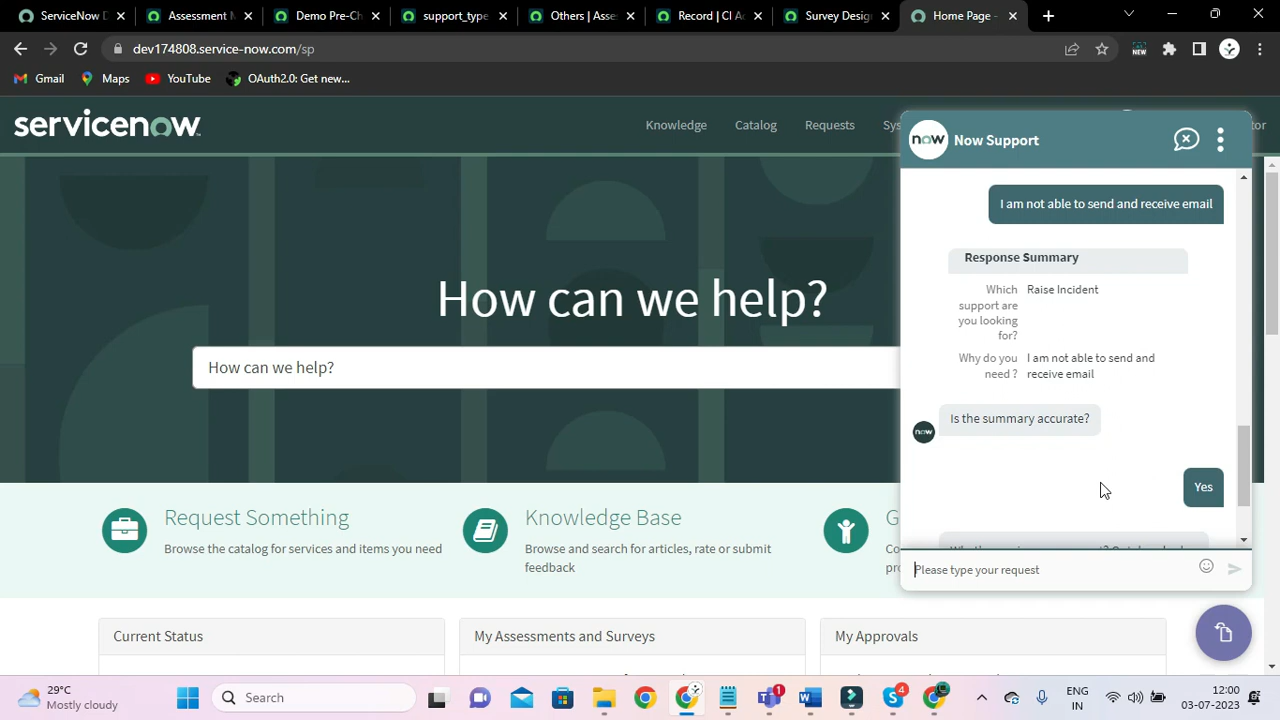 ServiceNow D
Assessment M
Demo Pre-Ch
support_type
Others | Asse
Record | CI A
Survey Desig
Home Page -
dev174808.service-now.com/sp
NEW
Gmail
Maps
YouTube
OAuth2.0: Get new...
servicenow
Knowledge
Catalog
Requests
Sys
tor
now
Now Support
I am not able to send and receive email
Response Summary
Which support are you looking for?
Raise Incident
Why do you need ?
I am not able to send and receive email
now
Is the summary accurate?
Yes
Please type your request
How can we help?
How can we help?
Request Something
Browse the catalog for services and items you need
Knowledge Base
Browse and search for articles, rate or submit
feedback
G
Co
pro
Current Status
My Assessments and Surveys
My Approvals
29°C
Mostly cloudy
Search
1
4
ENG
IN
12:00
03-07-2023